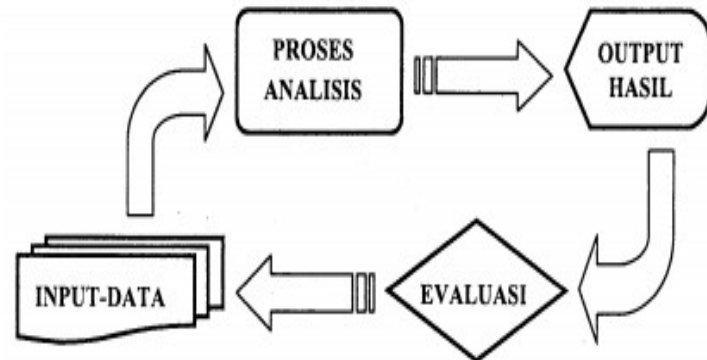 PROSES
ANALISIS
OUTPUT
HASIL
INPUT-DATA
EVALUASI